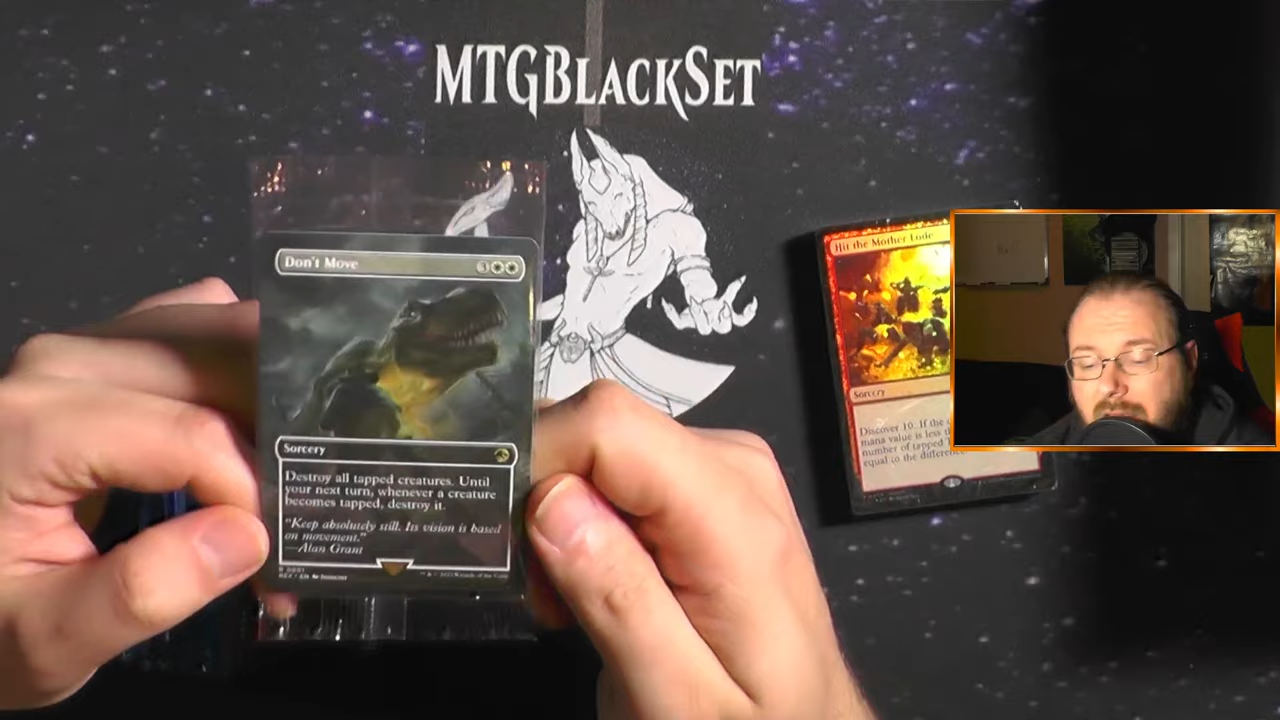 MTGBLACKSET
Don't Move
3
Sorcery
Destroy all tapped creatures. Until
your next turn, whenever a creature
becomes tapped, destroy it.
"Keep absolutely still. Its vision is based
on movement."
—Alan Grant
Hit the Mother Lode
Sorcery
Discover 10. If the
mana value is less
number of tapped
equal to the difference